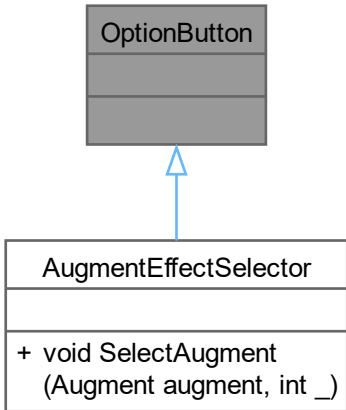 OptionButton
AugmentEffectSelector
+ void SelectAugment
(Augment augment, int _)